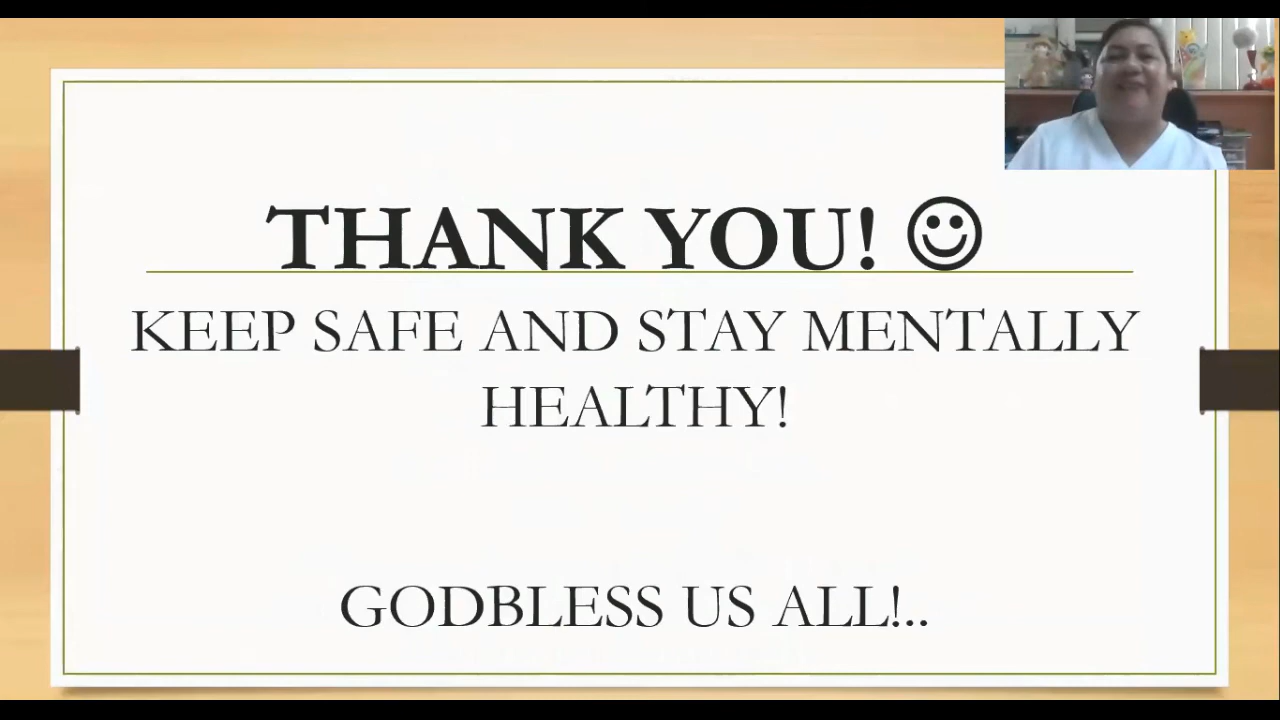 THANK YOU! ☺
KEEP SAFE AND STAY MENTALLY
HEALTHY!
GODBLESS US ALL!..